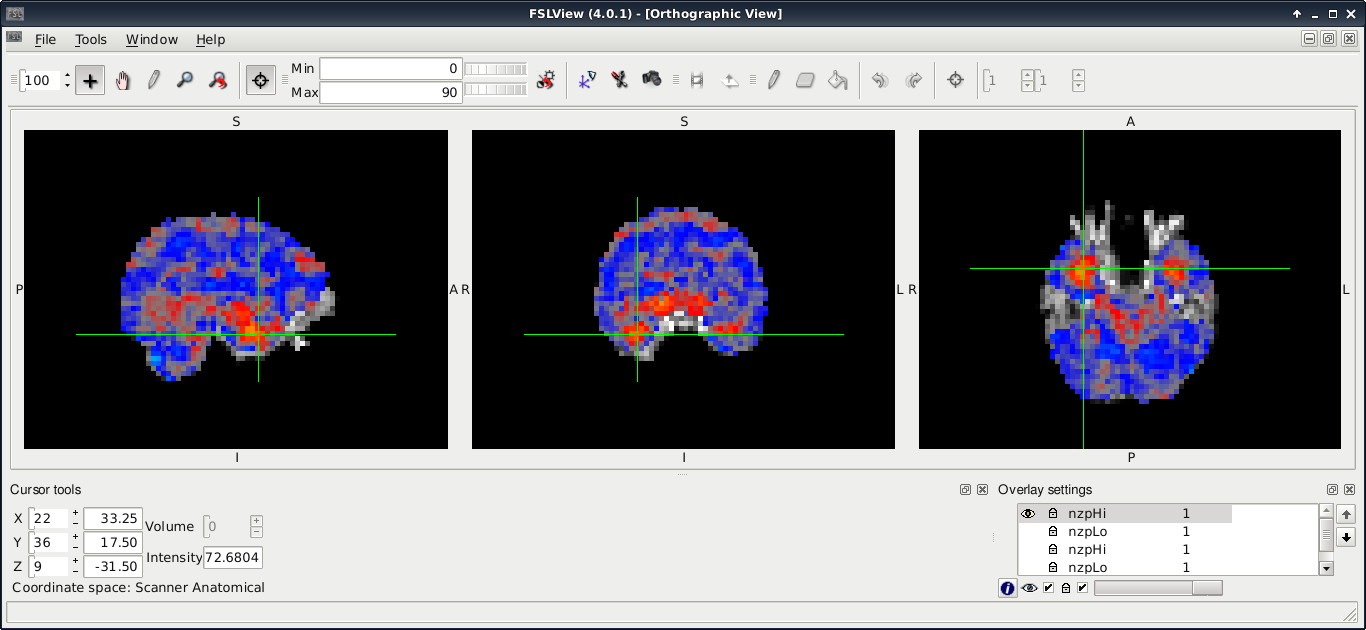 FSLView (4.0.1) - [Orthographic View]
File Tools Window Help
100
Min 0
Max 90
1 1
S S A
P A R L R L
I I P
Cursor tools
Overlay settings
X 22 33.25
Y 36 17.50
Z 9 -31.50
Volume 0
Intensity 72.6804
Coordinate space: Scanner Anatomical
nzpHi 1
nzpLo 1
nzpHi 1
nzpLo 1